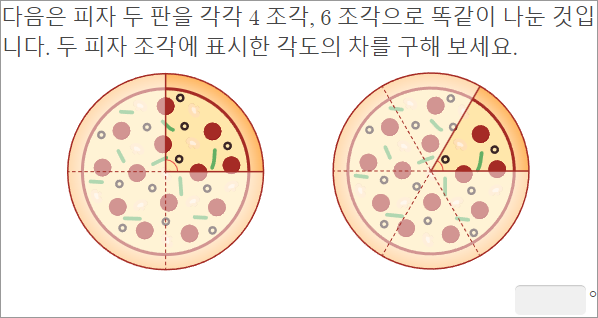 다음은 피자 두 판을 각각 4 조각, 6 조각으로 똑같이 나눈 것입
니다. 두 피자 조각에 표시한 각도의 차를 구해 보세요.
°